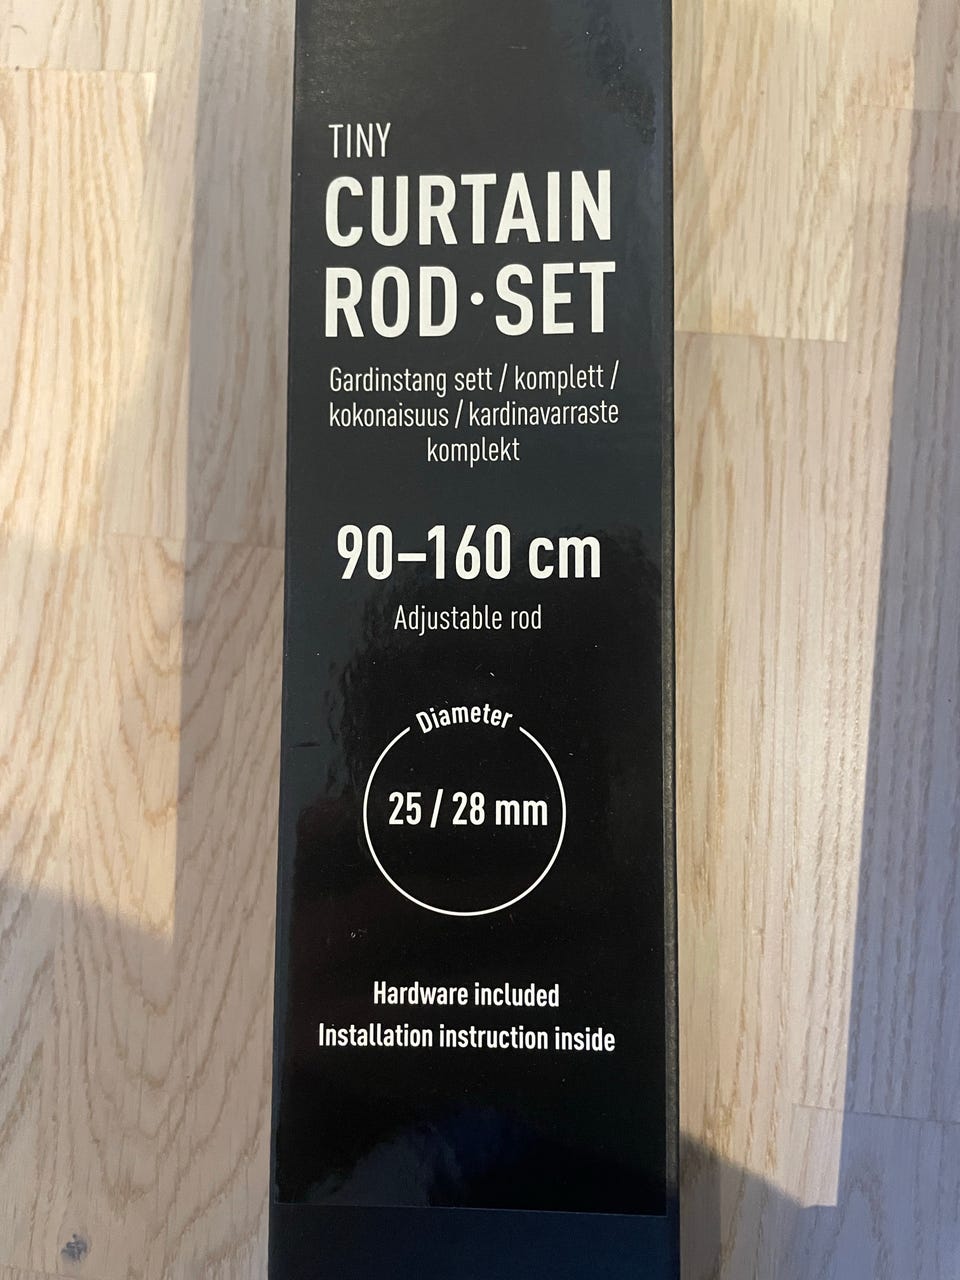 TINY
CURTAIN
ROD·SET
Gardinstang sett / komplett /
kokonaisuus / kardinavarraste
komplekt
90–160 cm
Adjustable rod
Diameter
25 / 28 mm
Hardware included
Installation instruction inside